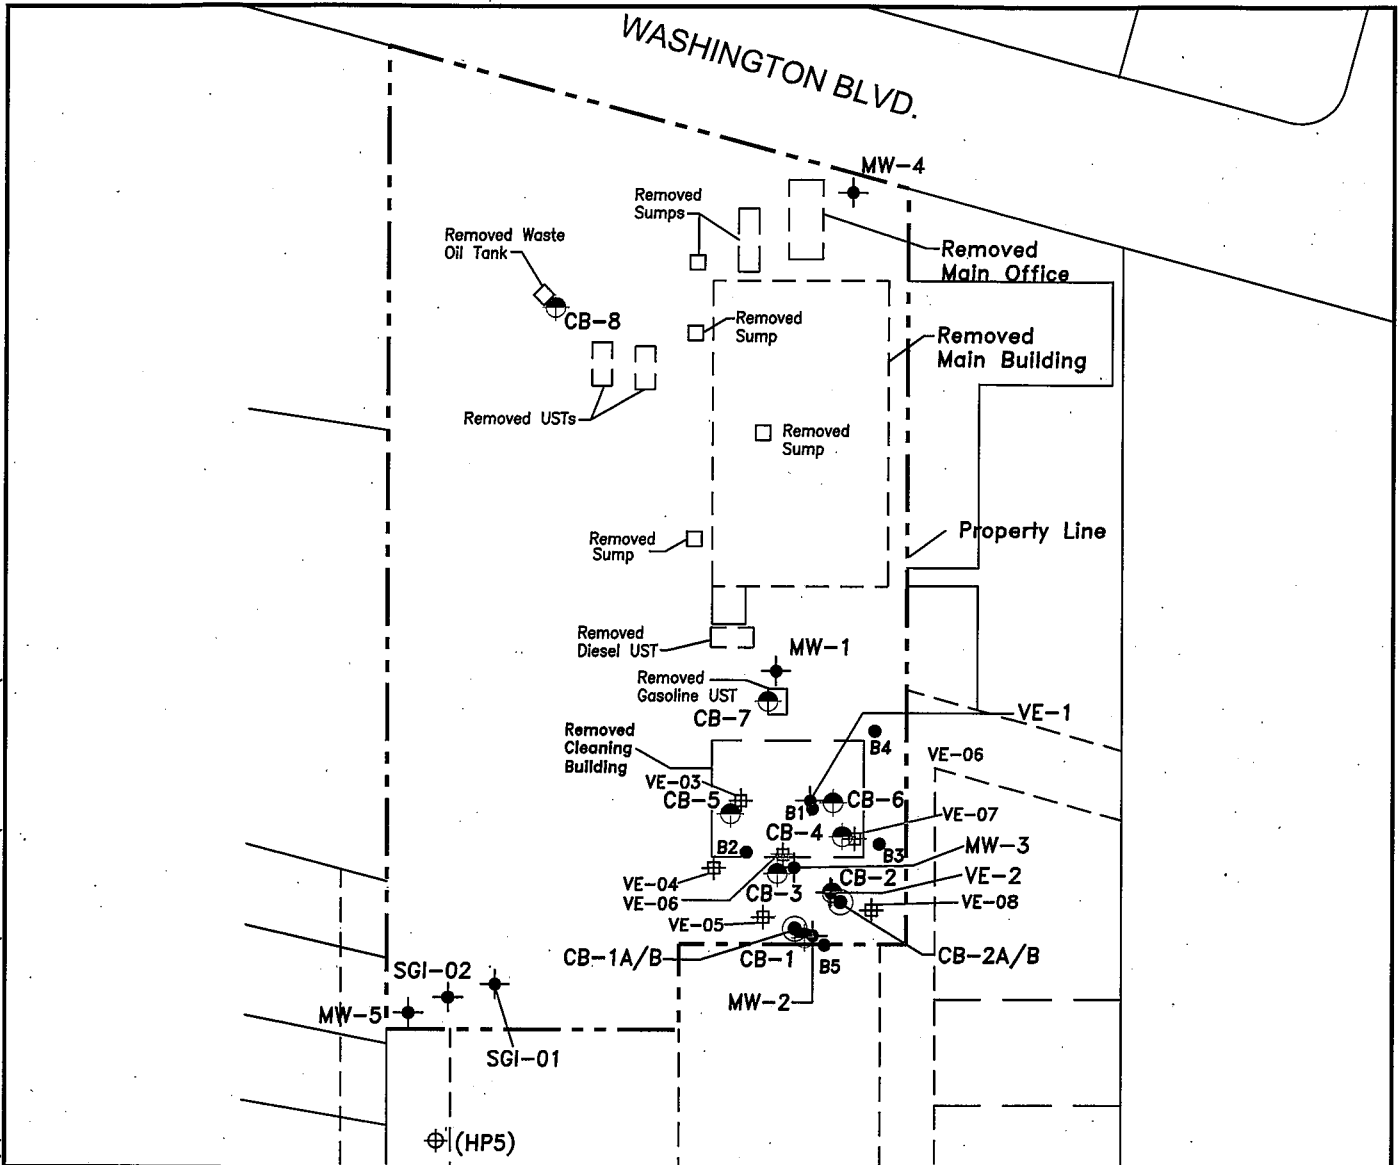 WASHINGTON BLVD.
MW-4
Removed
Sumps
Removed Waste
Oil Tank
Removed
Main Office
CB-8
Removed
Sump
Removed
Main Building
Removed USTs
Removed
Sump
Removed
Sump
Property Line
Removed
Diesel UST
MW-1
Removed
Gasoline UST
CB-7
VE-1
Removed
Cleaning
Building
B4
VE-06
VE-03
CB-5
B1
CB-6
VE-07
CB-4
B2
B3
MW-3
VE-04
CB-3
CB-2
VE-2
VE-06
VE-08
VE-05
CB-1A/B
CB-1
B5
CB-2A/B
SGI-02
MW-2
MW-5
SGI-01
(HP5)